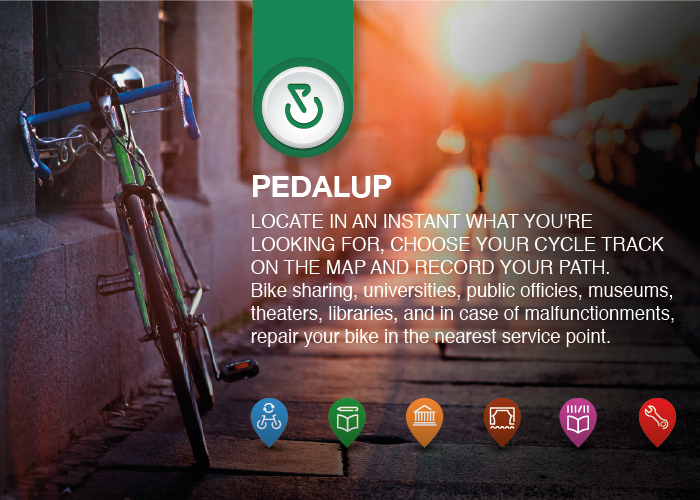 PEDALUP
LOCATE IN AN INSTANT WHAT YOU'RE
LOOKING FOR, CHOOSE YOUR CYCLE TRACK
ON THE MAP AND RECORD YOUR PATH.
Bike sharing, universities, public officies, museums,
theaters, libraries, and in case of malfunctionments,
repair your bike in the nearest service point.